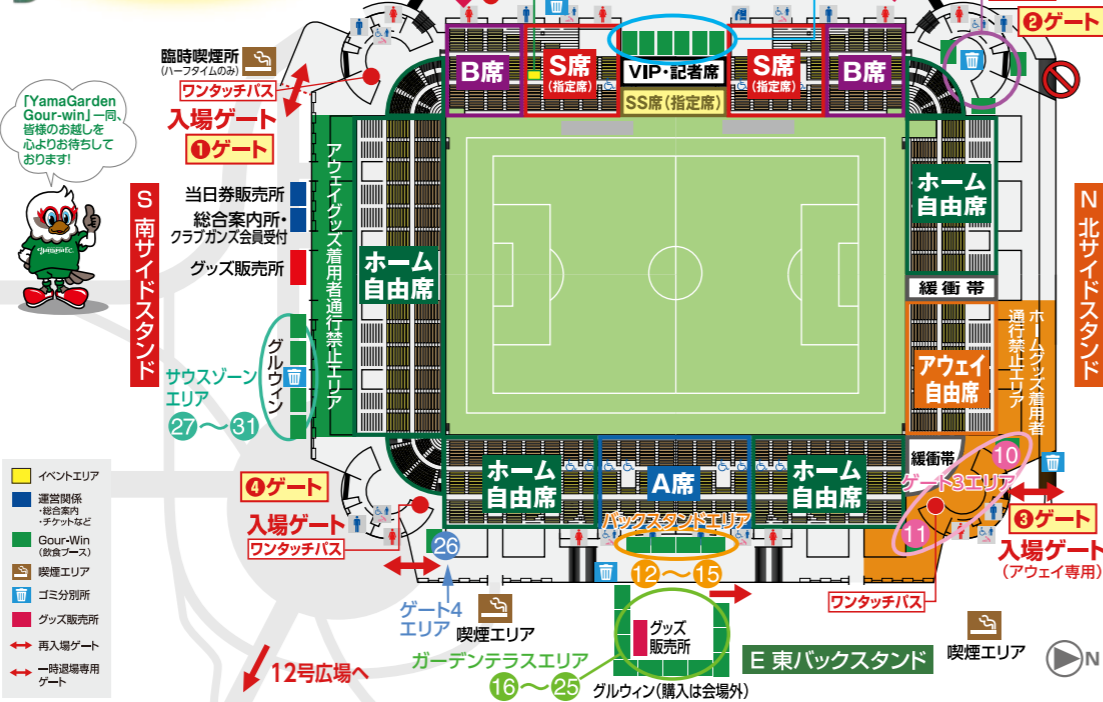 ❷ゲート
臨時喫煙所
(ハーフタイムのみ)
ワンタッチパス
入場ゲート
❶ゲート
「YamaGarden
Gour-win」一同、
皆様のお越しを
心よりお待ちして
おります!
B席
S席
(指定席)
VIP・記者席
SS席(指定席)
S席
(指定席)
B席
S 南サイドスタンド
当日券販売所
総合案内所・
クラブガンズ会員受付
グッズ販売所
アウェイグッズ着用者通行禁止エリア
ホーム
自由席
ホーム
自由席
緩衝帯
アウェイ
自由席
ホームグッズ着用者
通行禁止エリア
N 北サイドスタンド
グルウィン
サウスゾーン
エリア
27〜31
イベントエリア
運営関係
・総合案内
・チケットなど
Gour-Win
(飲食ブース)
喫煙エリア
ゴミ分別所
グッズ販売所
再入場ゲート
一時退場専用
ゲート
❹ゲート
入場ゲート
ワンタッチパス
ホーム
自由席
A席
ホーム
自由席
緩衝帯
10
ゲート3エリア
11
❸ゲート
入場ゲート
(アウェイ専用)
ワンタッチパス
バックスタンドエリア
12〜15
26
ゲート4
エリア
喫煙エリア
ガーデンテラスエリア
16〜25
グッズ
販売所
グルウィン(購入は会場外)
E 東バックスタンド
喫煙エリア
12号広場へ
N